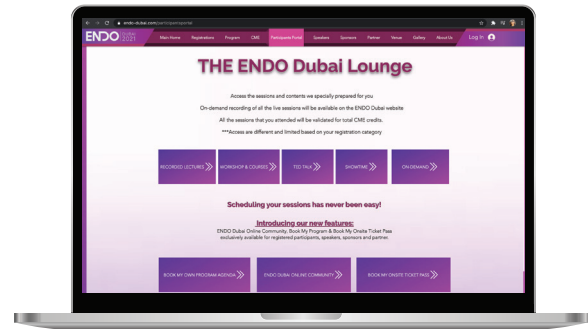 endo-dubai.com/participantsportal
ENDO DUBAI 2021
Main Home Registrations Program CME Participants Portal Speakers Sponsors Partner Venue Gallery About Us Log In
THE ENDO Dubai Lounge
Access the sessions and contents we specially prepared for you
On-demand recording of all the live sessions will be available on the ENDO Dubai website
All the sessions that you attended will be validated for total CME credits.
***Access are different and limited based on your registration category
RECORDED LECTURES WORKSHOP & COURSES TED TALK SHOWTIME ON DEMAND
Scheduling your sessions has never been easy!
Introducing our new features:
ENDO Dubai Online Community, Book My Program & Book My Onsite Ticket Pass
exclusively available for registered participants, speakers, sponsors and partner.
BOOK MY OWN PROGRAM AGENDA ENDO DUBAI ONLINE COMMUNITY BOOK MY ONSITE TICKET PASS